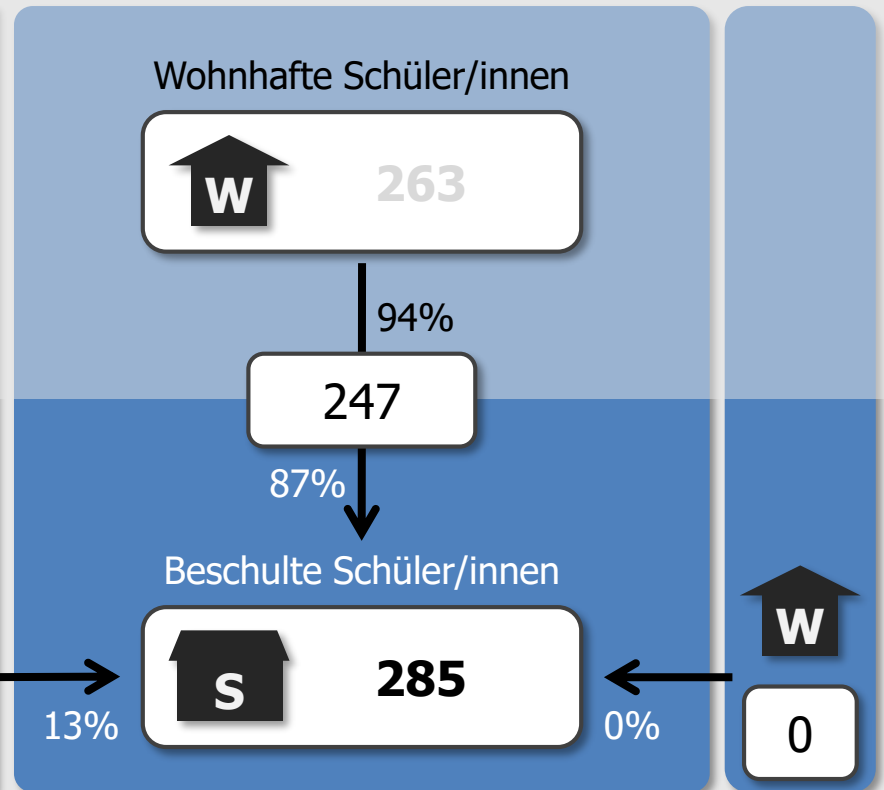 Wohnhafte Schüler/innen
W 263
94%
247
87%
Beschulte Schüler/innen
W
S 285
13%
0%
0